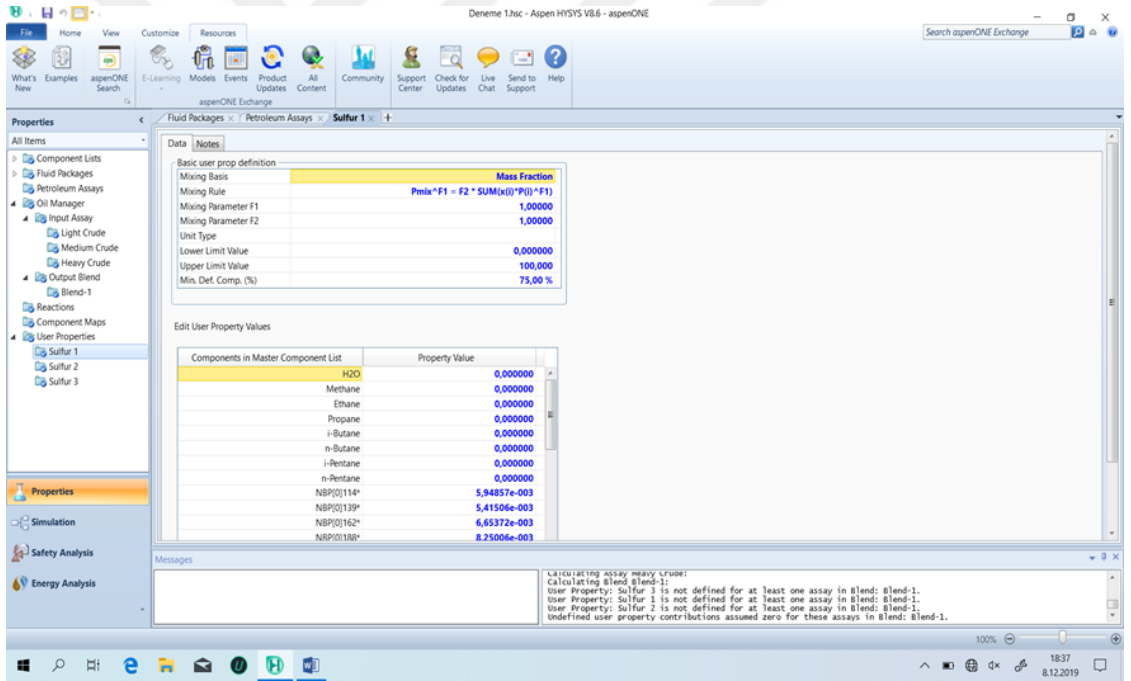 Deneme 1.hsc - Aspen HYSYS V8.6 - aspenONE
File Home View Customize Resources
Search aspenONE Exchange
What's New
Examples
aspenONE Search
E-Learning
Models
Events
Product Updates
All Content
Community
Support Center
Check for Updates
Live Chat
Send to Support
Help
aspenONE Exchange
Properties
All Items
Component Lists
Fluid Packages
Petroleum Assays
Oil Manager
Input Assay
Light Crude
Medium Crude
Heavy Crude
Output Blend
Blend-1
Reactions
Component Maps
User Properties
Sulfur 1
Sulfur 2
Sulfur 3
Properties
Simulation
Safety Analysis
Energy Analysis
Fluid Packages Petroleum Assays Sulfur 1 +
Data Notes
Basic user prop definition
Mixing Basis Mass Fraction
Mixing Rule Pmix^F1 = F2 * SUM(x(i)*P(i)^F1)
Mixing Parameter F1 1,00000
Mixing Parameter F2 1,00000
Unit Type
Lower Limit Value 0,000000
Upper Limit Value 100,000
Min. Def. Comp. (%) 75,00 %
Edit User Property Values
Components in Master Component List Property Value
H2O 0,000000
Methane 0,000000
Ethane 0,000000
Propane 0,000000
i-Butane 0,000000
n-Butane 0,000000
i-Pentane 0,000000
n-Pentane 0,000000
NBP[0]114* 5,94857e-003
NBP[0]139* 5,41506e-003
NBP[0]162* 6,65372e-003
NBP[0]188* 8,25006e-003
Messages
Calculating Assay Heavy Crude:
Calculating Blend Blend-1:
User Property: Sulfur 3 is not defined for at least one assay in Blend: Blend-1.
User Property: Sulfur 1 is not defined for at least one assay in Blend: Blend-1.
User Property: Sulfur 2 is not defined for at least one assay in Blend: Blend-1.
Undefined user property contributions assumed zero for these assays in Blend: Blend-1.
100%
18:37
8.12.2019